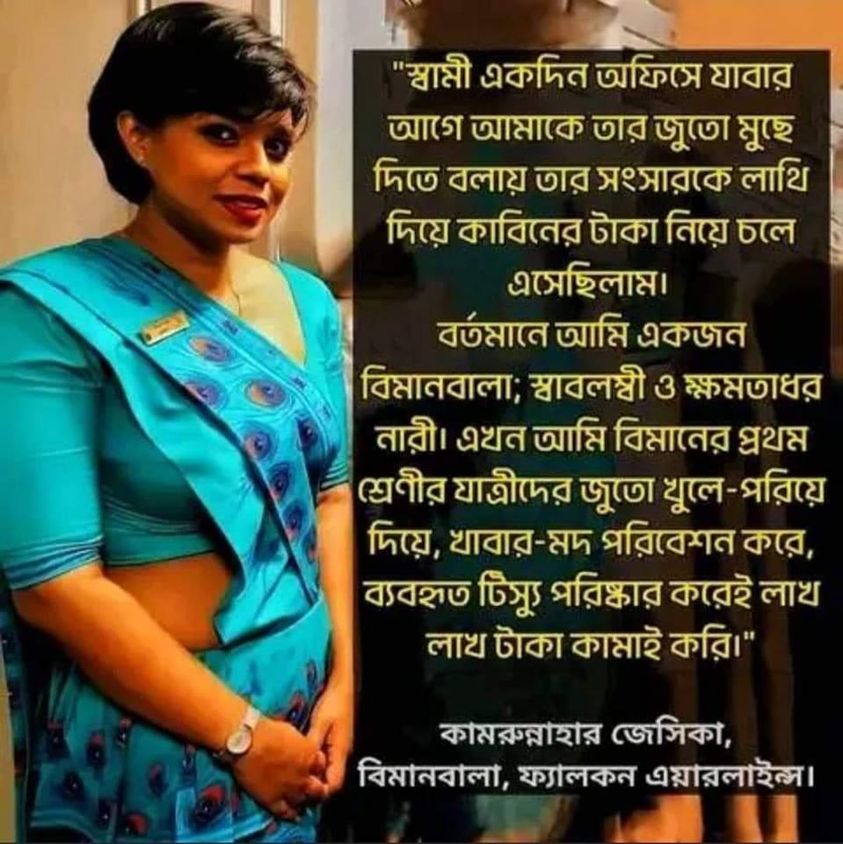 "স্বামী একদিন অফিসে যাবার
আগে আমাকে তার জুতো মুছে
দিতে বলায় তার সংসারকে লাথি
দিয়ে কাবিনের টাকা নিয়ে চলে
এসেছিলাম।
বর্তমানে আমি একজন
বিমানবালা; স্বাবলম্বী ও ক্ষমতাধর
নারী। এখন আমি বিমানের প্রথম
শ্রেণীর যাত্রীদের জুতো খুলে-পরিয়ে
দিয়ে, খাবার-মদ পরিবেশন করে,
ব্যবহৃত টিস্যু পরিষ্কার করেই লাখ
লাখ টাকা কামাই করি।"
কামরুন্নাহার জেসিকা,
বিমানবালা, ফ্যালকন এয়ারলাইন্স।